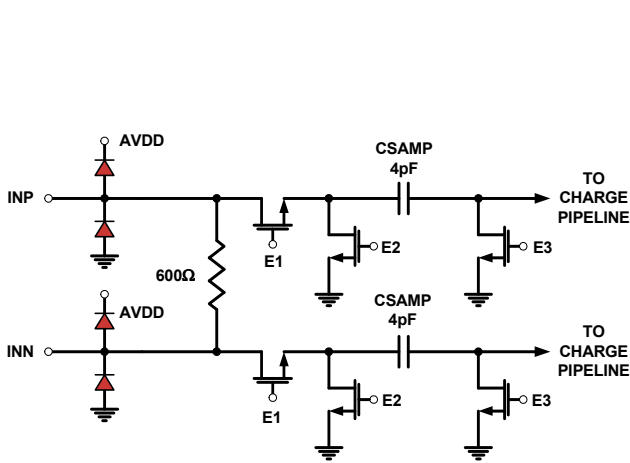 AVDD
CSAMP
4pF
INP
TO
CHARGE
PIPELINE
E1
E2
E3
600Ω
AVDD
CSAMP
4pF
INN
TO
CHARGE
PIPELINE
E1
E2
E3